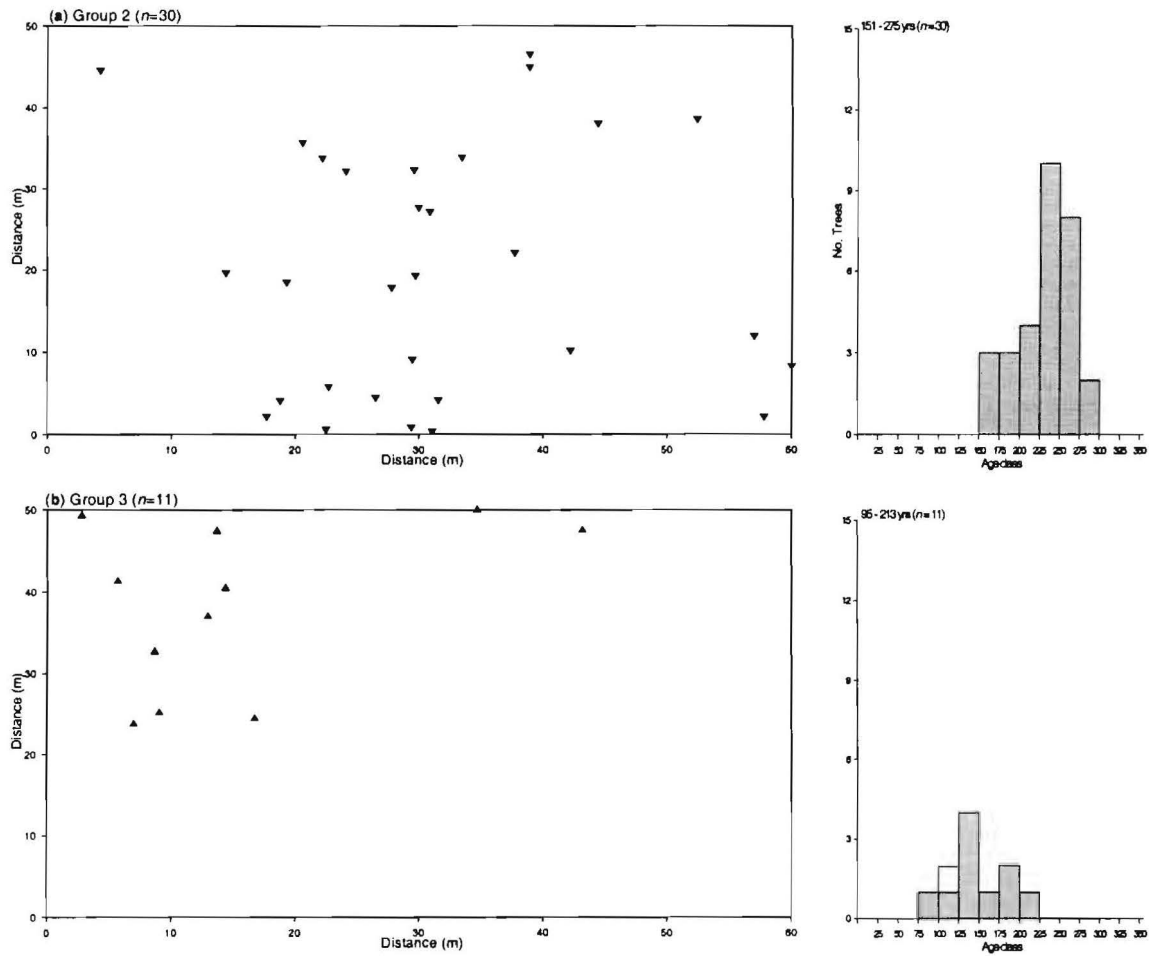 (a) Group 2 (n=30)
50
40
30
20
10
0
Distance (m)
0 10 20 30 40 50 60
Distance (m)
151 - 275 yrs (n=30)
15
12
9
6
3
0
No. Trees
25 50 75 100 125 150 175 200 225 250 275 300 325 350
Age class
(b) Group 3 (n=11)
50
40
30
20
10
0
Distance (m)
0 10 20 30 40 50 60
Distance (m)
95 - 213 yrs (n=11)
15
12
9
6
3
0
25 50 75 100 125 150 175 200 225 250 275 300 325 350
Age class